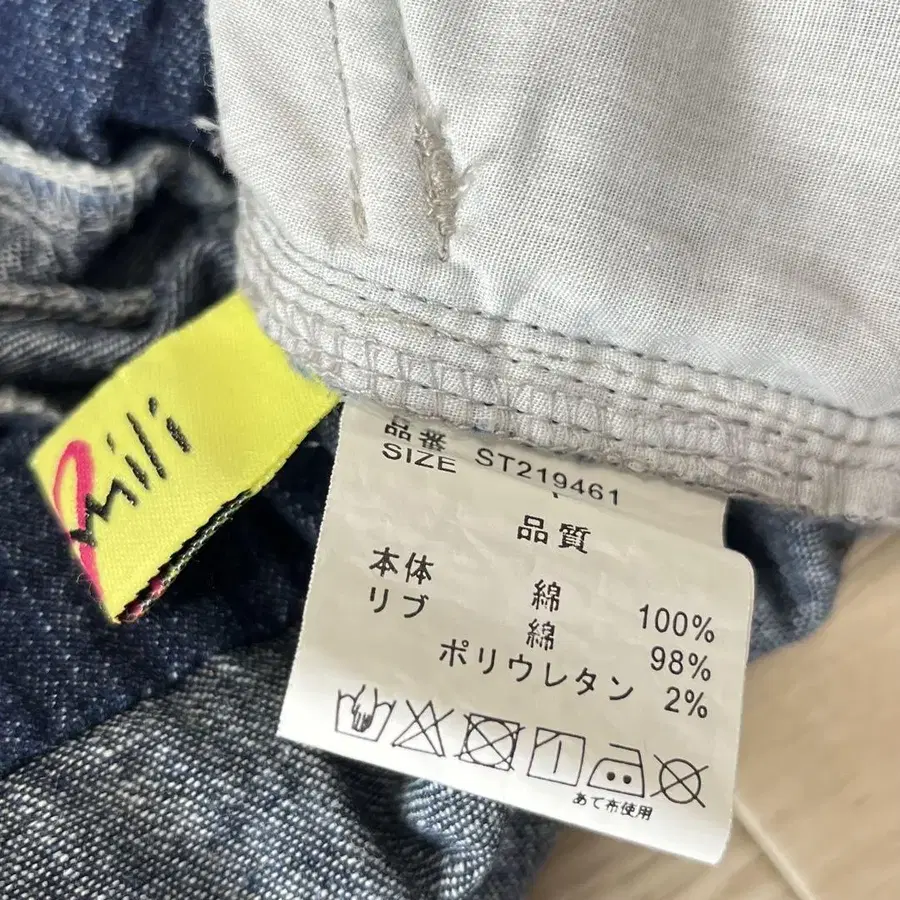 mili
品番 ST219461
SIZE
品質
本体 綿 100%
リブ 綿 98%
ポリウレタン 2%
あて布使用